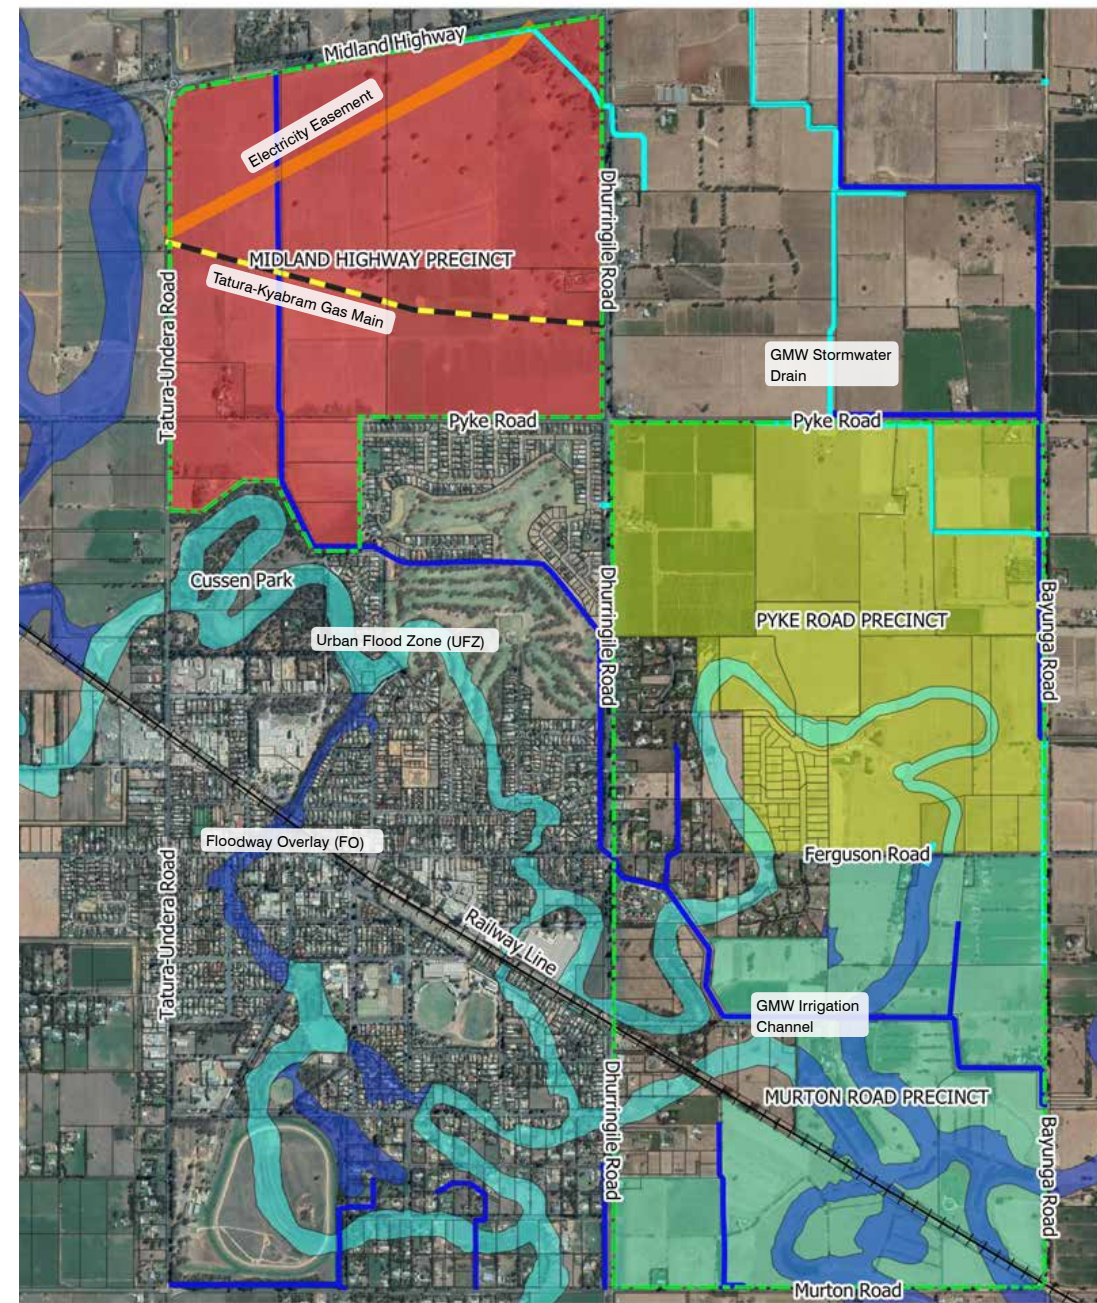 Midland Highway
Electricity Easement
Dhurringile Road
MIDLAND HIGHWAY PRECINCT
Tatura-Kyabram Gas Main
Tatura-Undera Road
GMW Stormwater
Drain
Pyke Road
Pyke Road
Cussen Park
Dhurringile Road
Bayunga Road
PYKE ROAD PRECINCT
Urban Flood Zone (UFZ)
Floodway Overlay (FO)
Ferguson Road
Tatura-Undera Road
Railway Line
GMW Irrigation
Channel
Dhurringile Road
MURTON ROAD PRECINCT
Bayunga Road
Murton Road